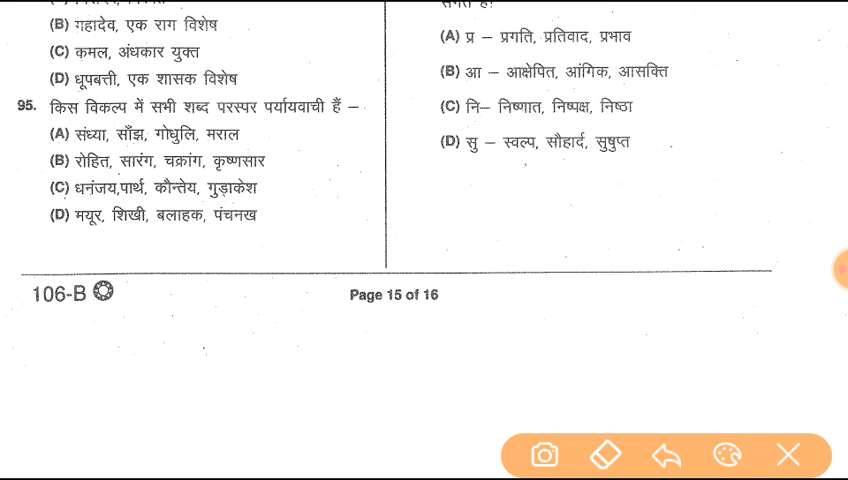 (B) गहादेव, एक राग विशेष
(C) कमल, अंधकार युक्त
(D) धूपबत्ती, एक शासक विशेष
95. किस विकल्प में सभी शब्द परस्पर पर्यायवाची हैं –
(A) संध्या, साँझ, गोधुलि, मराल
(B) रोहित, सारंग, चक्रांग, कृष्णसार
(C) धनंजय,पार्थ, कौन्तेय, गुड़ाकेश
(D) मयूर, शिखी, बलाहक, पंचनख
(A) प्र – प्रगति, प्रतिवाद, प्रभाव
(B) आ – आक्षेपित, आंगिक, आसक्ति
(C) नि– निष्णात, निष्पक्ष, निष्ठा
(D) सु – स्वल्प, सौहार्द, सुषुप्त
106-B
Page 15 of 16